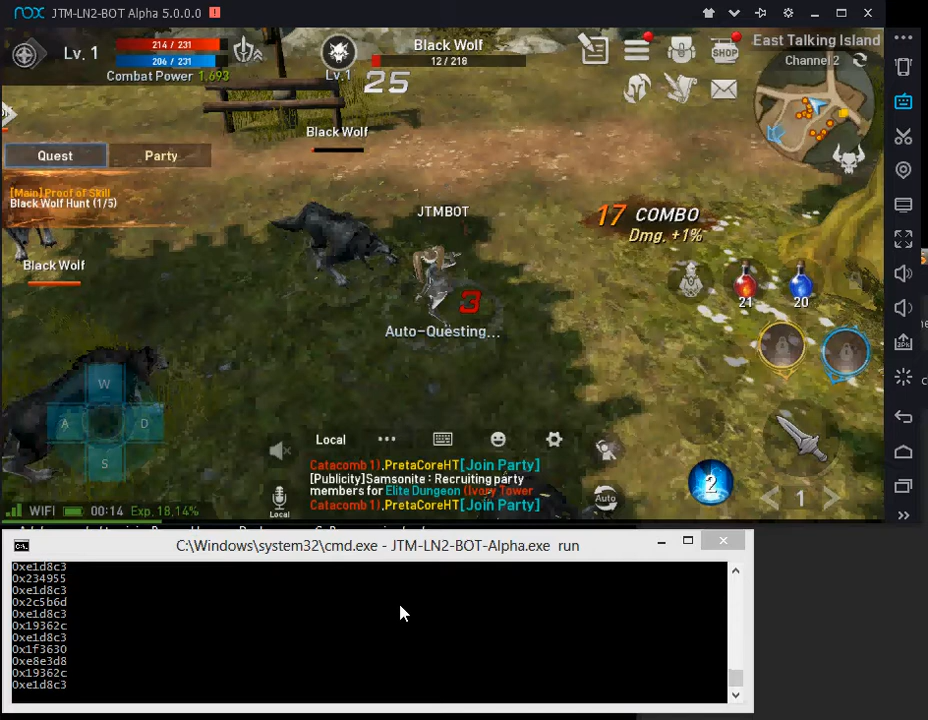 nox JTM-LN2-BOT Alpha 5.0.0.0
Lv. 1
214 / 231
206 / 231
Combat Power 1,693
Lv.1
Black Wolf
12 / 218
25
SHOP
East Talking Island
Channel 2
Black Wolf
Quest
Party
[Main] Proof of Skill
Black Wolf Hunt (1/5)
JTMBOT
17 COMBO
Dmg. +1%
Black Wolf
3
21
20
Auto-Questing...
W
A
D
S
Local
Catacomb 1),PretaCoreHT[Join Party]
[Publicity]Samsonite : Recruiting party
members for Elite Dungeon (Ivory Tower
Catacomb 1),PretaCoreHT[Join Party]
Local
Auto
2
1
WIFI
00:14
Exp.18,14%
C:\Windows\system32\cmd.exe - JTM-LN2-BOT-Alpha.exe run
0xe1d8c3
0x234955
0xe1d8c3
0x2c5b6d
0xe1d8c3
0x19362c
0xe1d8c3
0x1f3630
0xe8e3d8
0x19362c
0xe1d8c3